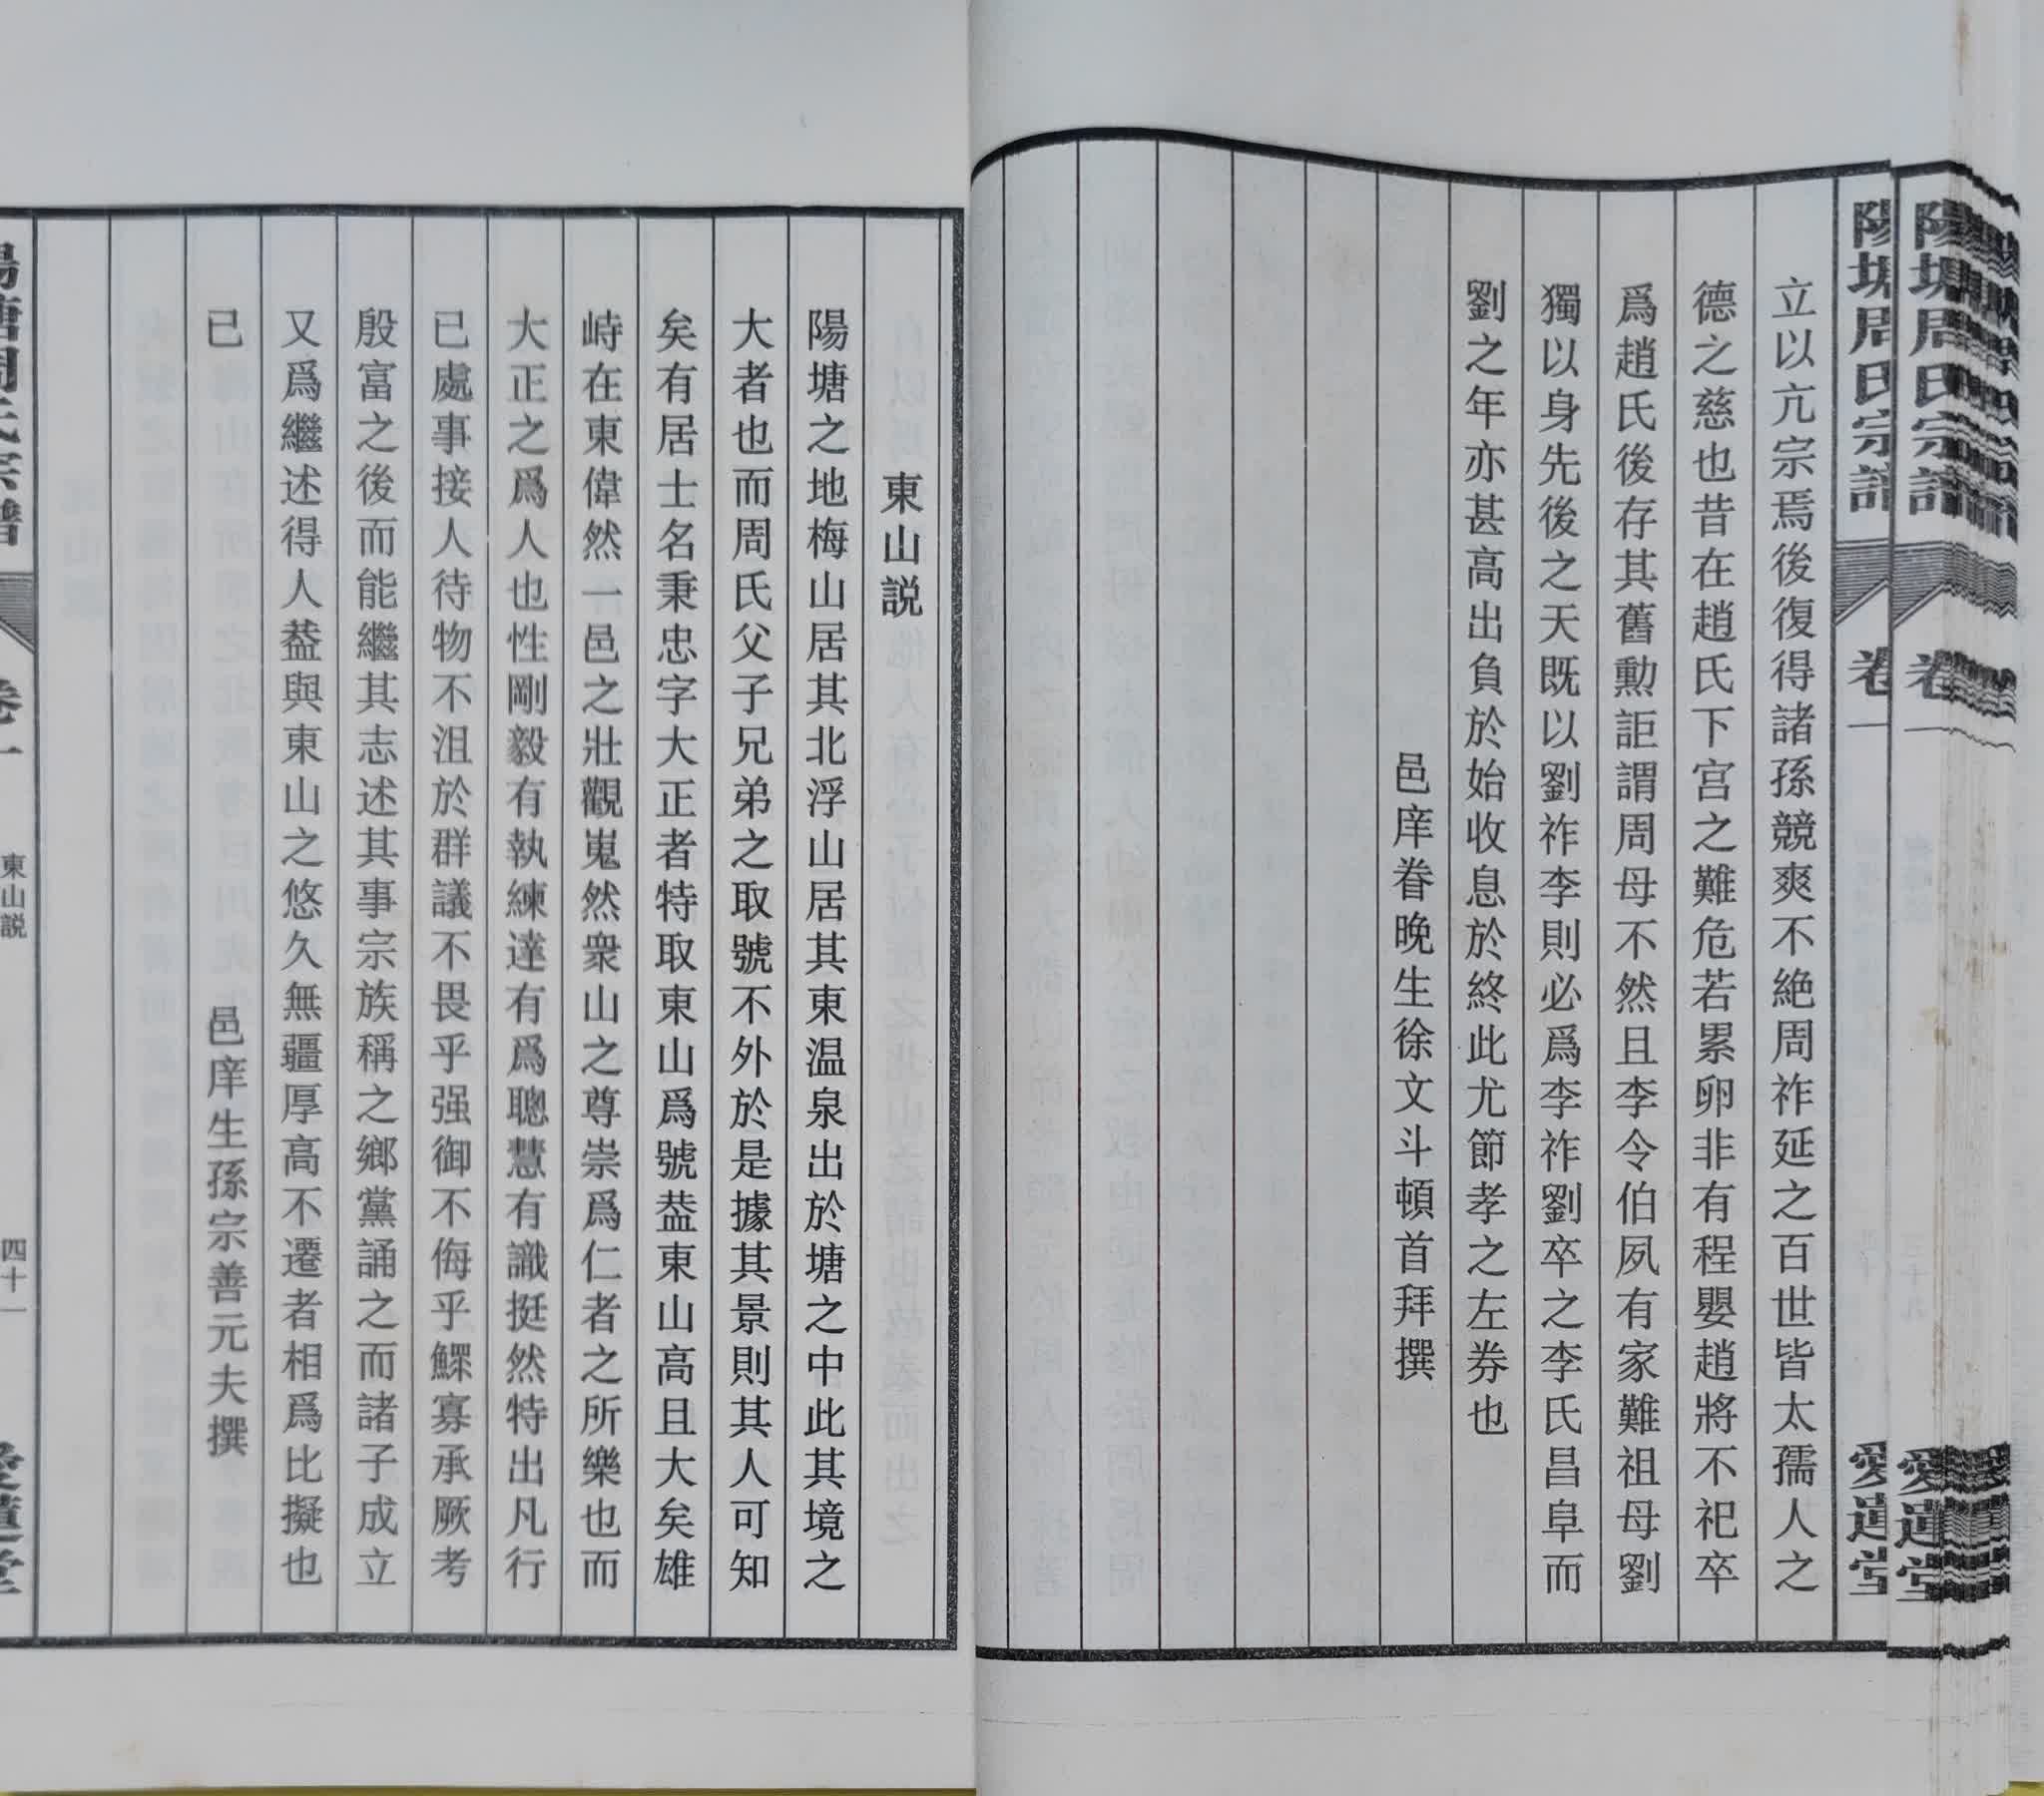 陽塘周氏宗譜
卷一
愛蓮堂
陽塘周氏宗譜
卷一
愛蓮堂
立以亢宗焉後復得諸孫競爽不絶周祚延之百世皆太孺人之
德之慈也昔在趙氏下宫之難危若累卵非有程嬰趙將不祀卒
爲趙氏後存其舊勳詎謂周母不然且李令伯夙有家難祖母劉
獨以身先後之天既以劉祚李則必爲李祚劉卒之李氏昌阜而
劉之年亦甚高出負於始收息於終此尤節孝之左券也
邑庠眷晚生徐文斗頓首拜撰
東山説
陽塘之地梅山居其北浮山居其東温泉出於塘之中此其境之
大者也而周氏父子兄弟之取號不外於是據其景則其人可知
矣有居士名秉忠字大正者特取東山爲號葢東山高且大矣雄
峙在東偉然一邑之壯觀嵬然衆山之尊崇爲仁者之所樂也而
大正之爲人也性剛毅有執練達有爲聰慧有識挺然特出凡行
已處事接人待物不沮於群議不畏乎强御不侮乎鰥寡承厥考
殷富之後而能繼其志述其事宗族稱之鄉黨誦之而諸子成立
又爲繼述得人葢與東山之悠久無疆厚高不遷者相爲比擬也
已
邑庠生孫宗善元夫撰
陽塘周氏宗譜
卷一
東山説
四十一
愛蓮堂